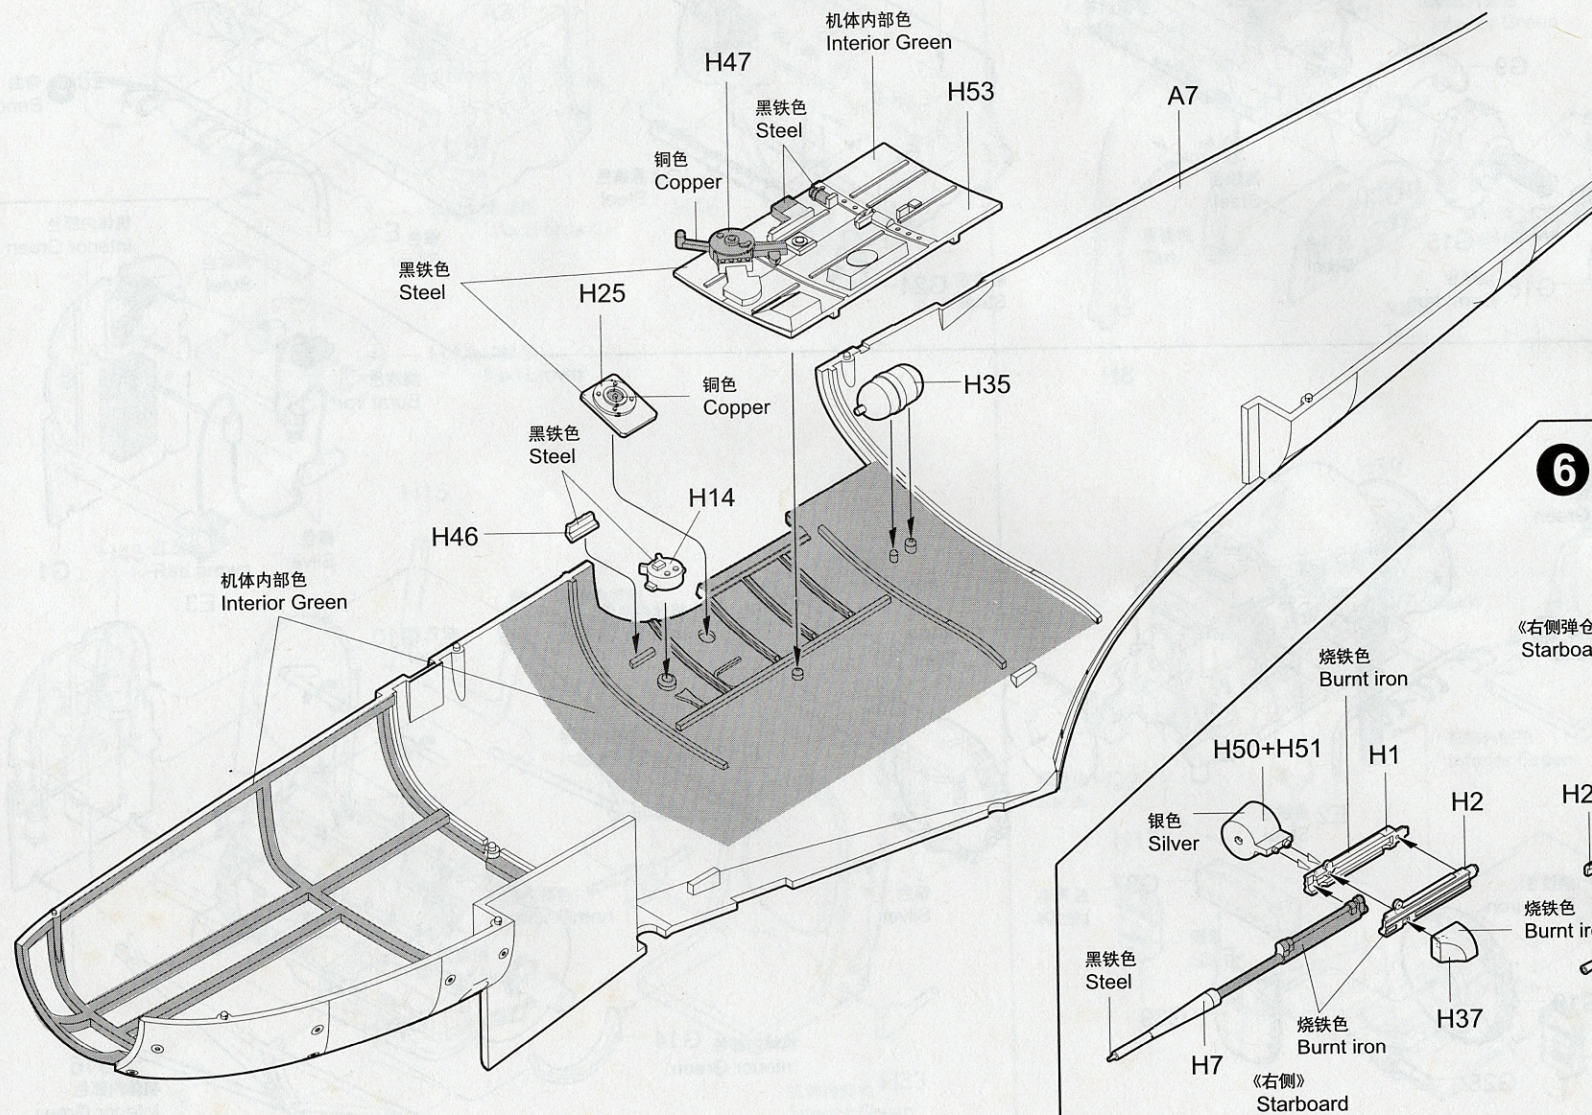 机体内部色
Interior Green
H47
H53
A7
黑铁色
Steel
铜色
Copper
黑铁色
Steel
H25
铜色
Copper
H35
黑铁色
Steel
H14
H46
机体内部色
Interior Green
6
《右侧弹仓
Starboa
烧铁色
Burnt iron
H50+H51
H1
H2
银色
Silver
烧铁色
黑铁色
Steel
H37
烧铁色
Burnt iron
H7
《右侧》
Starboard